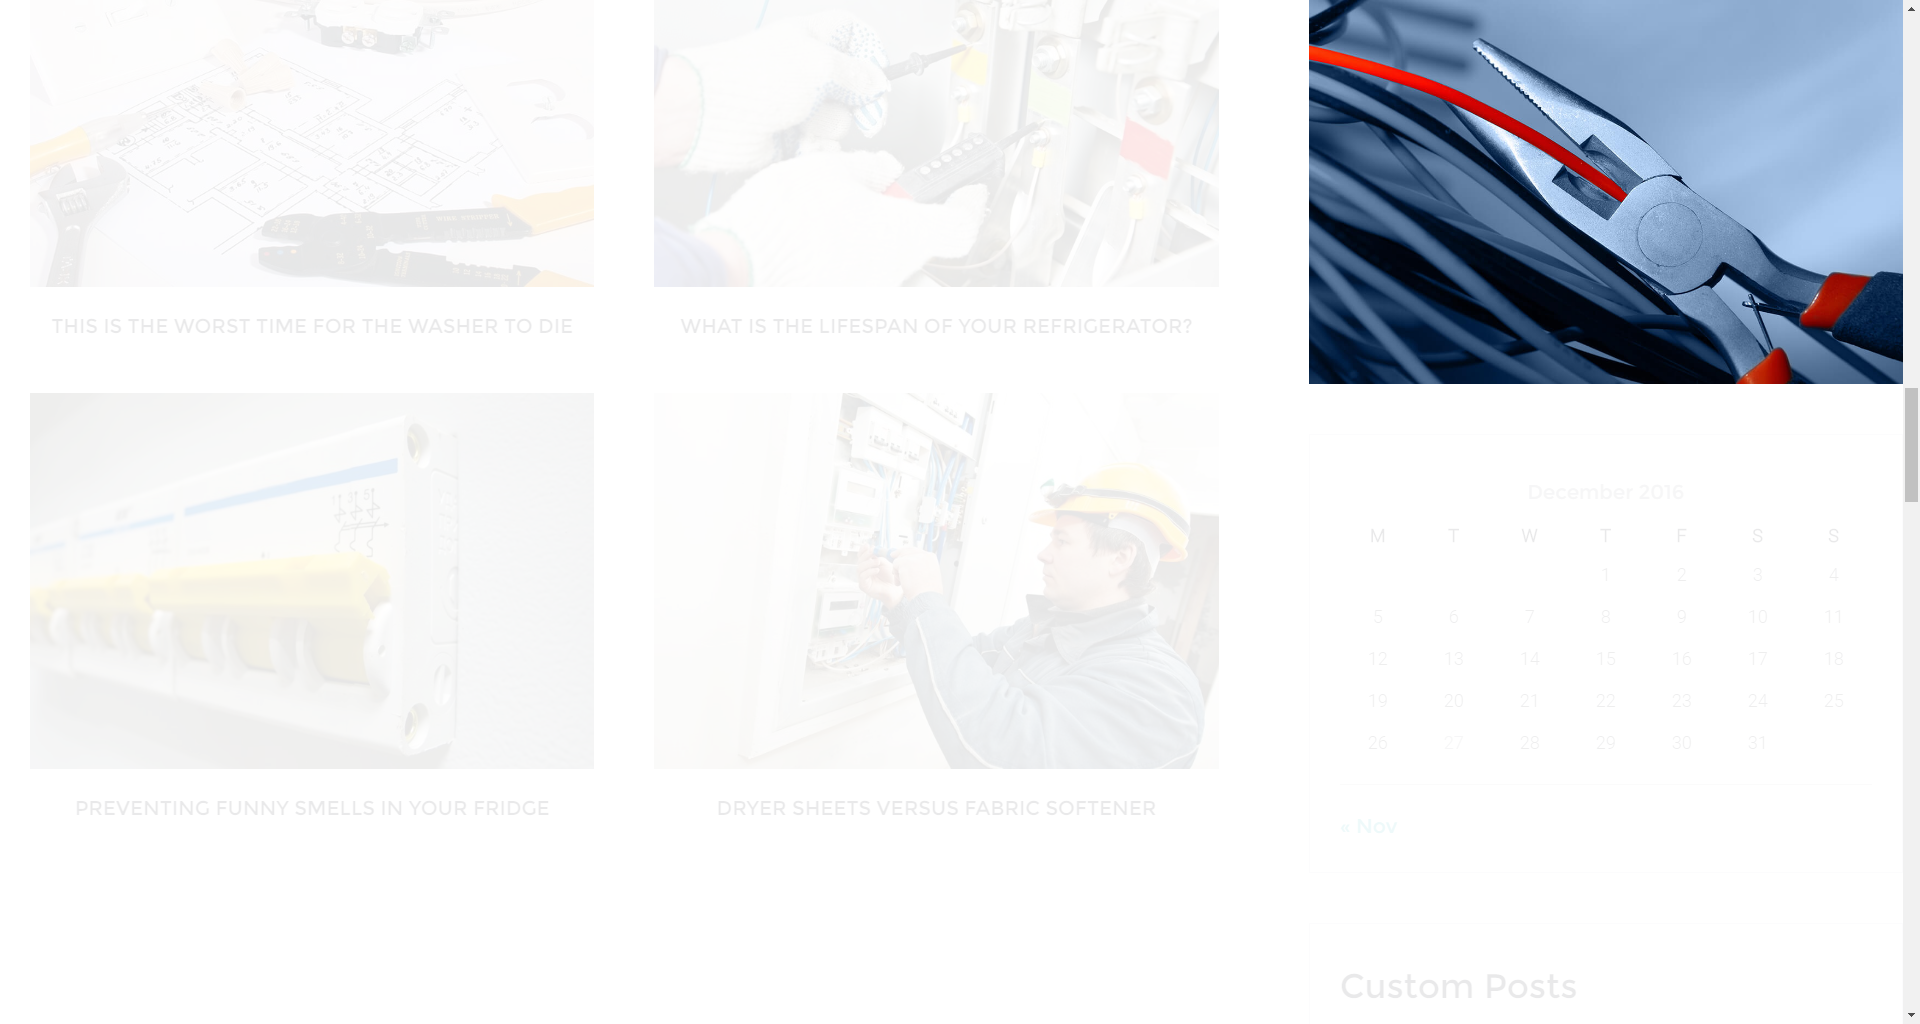 THIS IS THE WORST TIME FOR THE WASHER TO DIE
WHAT IS THE LIFESPAN OF YOUR REFRIGERATOR?
PREVENTING FUNNY SMELLS IN YOUR FRIDGE
DRYER SHEETS VERSUS FABRIC SOFTENER
December 2016
M T W T F S S
1 2 3 4
5 6 7 8 9 10 11
12 13 14 15 16 17 18
19 20 21 22 23 24 25
26 27 28 29 30 31
« Nov
Custom Posts